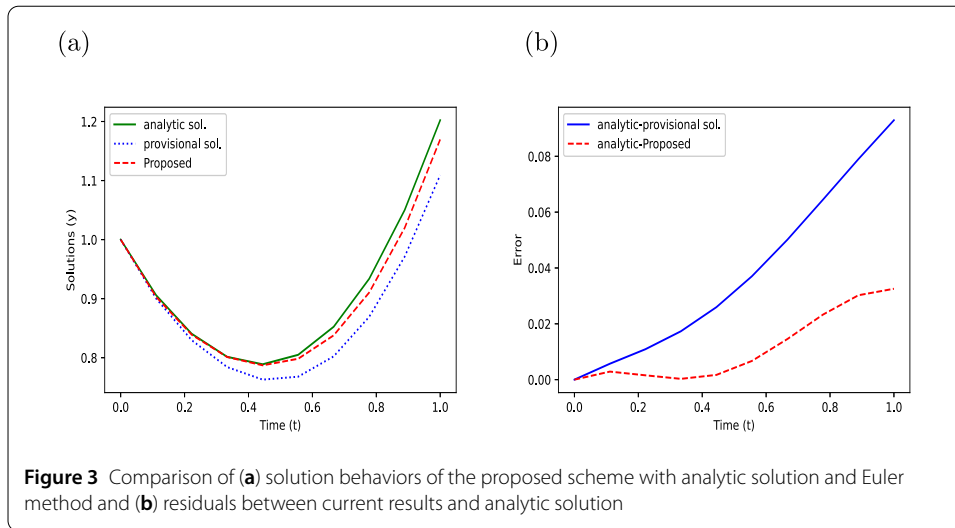 (a)
(b)
analytic sol.
provisional sol.
Proposed
Solutions (y)
1.2
1.1
1.0
0.9
0.8
0.0 0.2 0.4 0.6 0.8 1.0
Time (t)
analytic-provisional sol.
analytic-Proposed
Error
0.08
0.06
0.04
0.02
0.00
0.0 0.2 0.4 0.6 0.8 1.0
Time (t)
Figure 3 Comparison of (a) solution behaviors of the proposed scheme with analytic solution and Euler
method and (b) residuals between current results and analytic solution